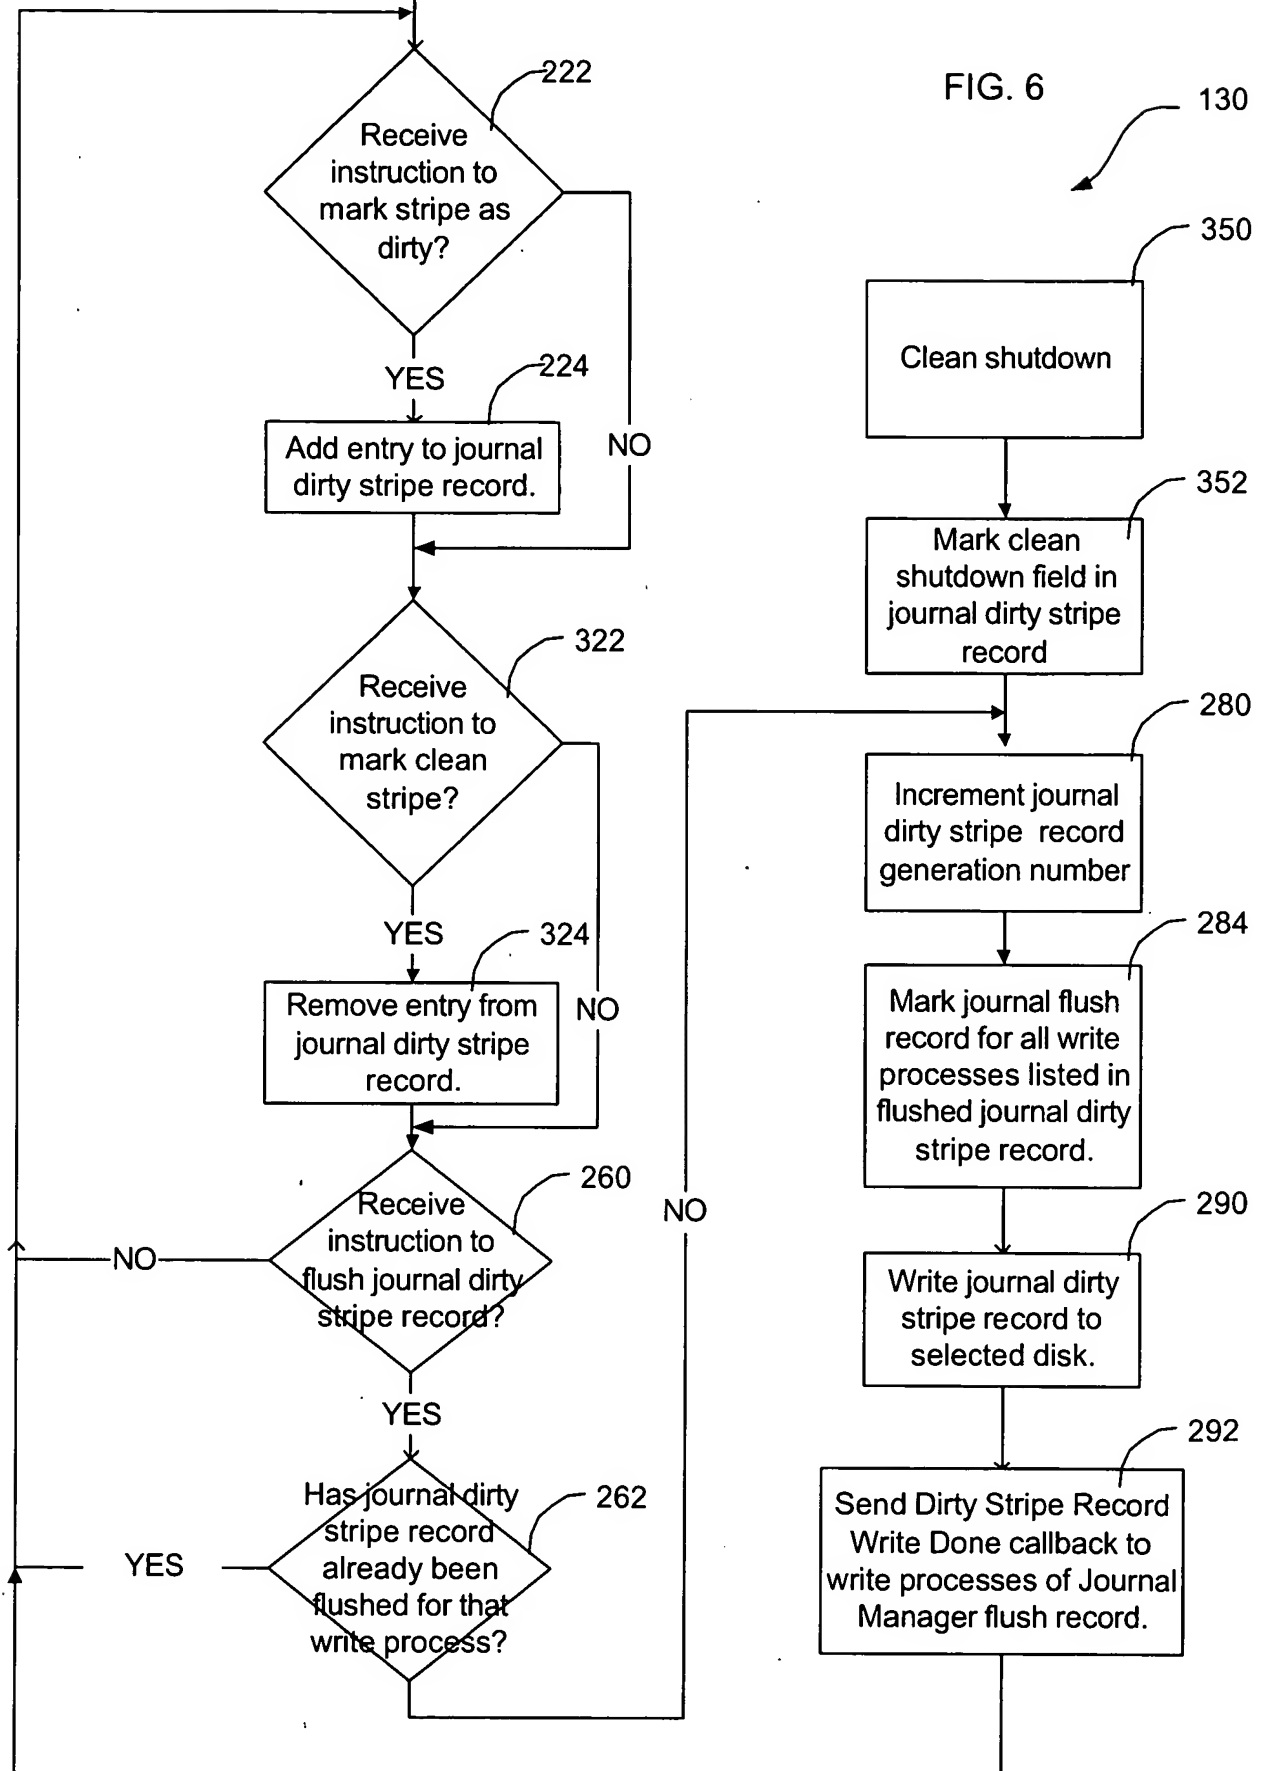 FIG. 6
130
222
Receive
instruction to
mark stripe as
dirty?
YES
NO
224
Add entry to journal
dirty stripe record.
322
Receive
instruction to
mark clean
stripe?
YES
NO
324
Remove entry from
journal dirty stripe
record.
260
Receive
instruction to
flush journal dirty
stripe record?
NO
YES
262
Has journal dirty
stripe record
already been
flushed for that
write process?
YES
NO
350
Clean shutdown
352
Mark clean
shutdown field in
journal dirty stripe
record
280
Increment journal
dirty stripe record
generation number
284
Mark journal flush
record for all write
processes listed in
flushed journal dirty
stripe record.
290
Write journal dirty
stripe record to
selected disk.
292
Send Dirty Stripe Record
Write Done callback to
write processes of Journal
Manager flush record.